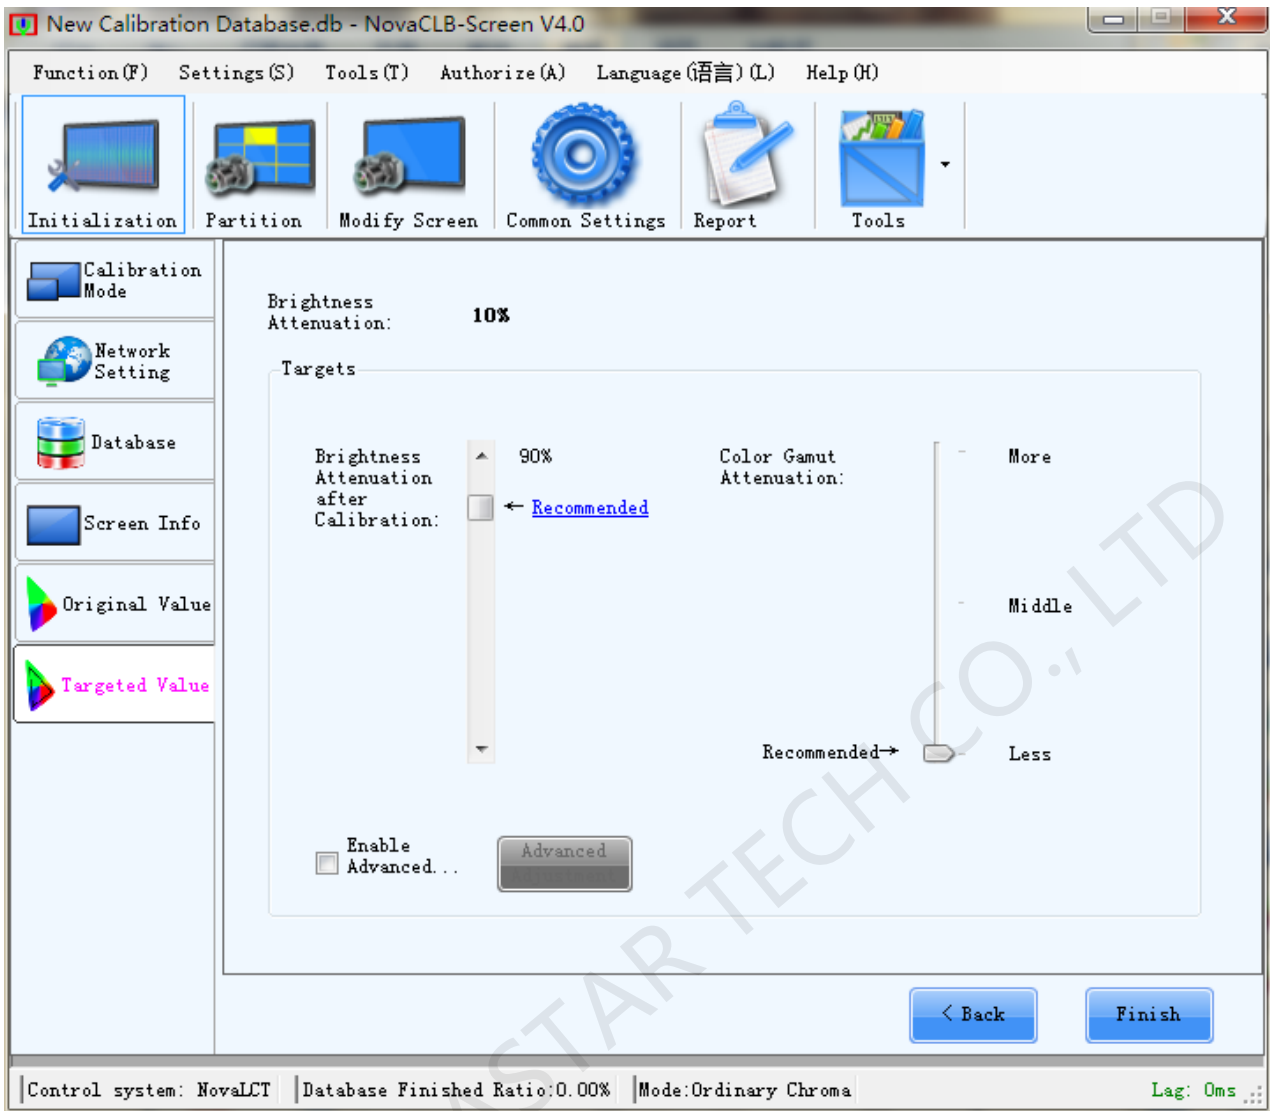 New Calibration Database.db - NovaCLB-Screen V4.0
Function(F) Settings(S) Tools(T) Authorize(A) Language(语言)(L) Help(H)
Initialization Partition Modify Screen Common Settings Report Tools
Calibration
Mode
Network
Setting
Database
Screen Info
Original Value
Targeted Value
Brightness
Attenuation:
10%
Targets
Brightness
Attenuation
after
Calibration:
90%
← Recommended
Color Gamut
Attenuation:
More
Middle
Recommended→
Less
Enable
Advanced...
Advanced
Adjustment
< Back
Finish
Control system: NovaLCT Database Finished Ratio:0.00% Mode:Ordinary Chroma Lag: 0ms
ASTAR TECH CO., LTD